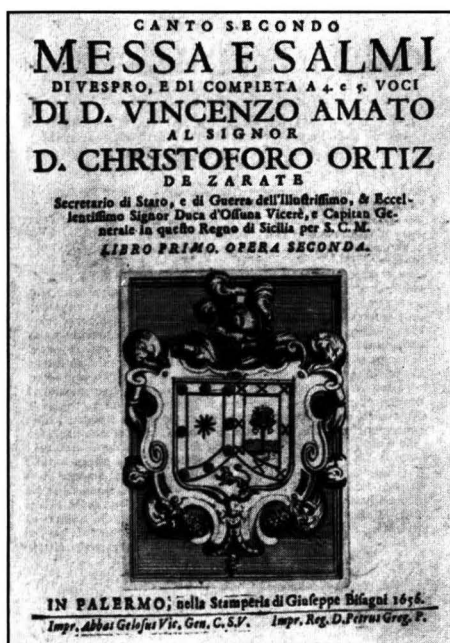 CANTO SECONDO
MESSA E SALMI
DI VESPRO, E DI COMPIETA A 4. e 5. VOCI
DI D. VINCENZO AMATO
AL SIGNOR
D. CHRISTOFORO ORTIZ
DE ZARATE
Secretario di Stato, e di Guerra dell'Illustrissimo, & Eccel-
lentissimo Signor Duca d'Ossuna Vicerè, e Capitan Ge-
nerale in questo Regno di Sicilia per S. C. M.
LIBRO PRIMO. OPERA SECONDA.
IN PALERMO, nella Stamperia di Giuseppe Bisagni 1656.
Impr. Abbas Gelosus Vic. Gen. C. S. V. Impr. Reg. D. Petrus Greg. P.